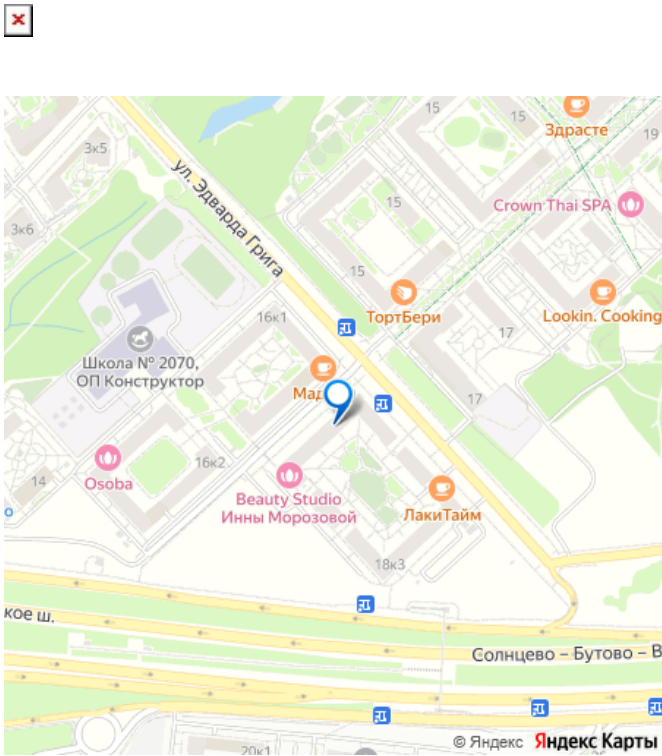 15
Здрасте
19
3к5
ул. Эдварда Грига
15
Crown Thai SPA
3к6
15
ТортБери
Lookin. Cooking
16к1
17
Школа № 2070,
ОП Конструктор
Мад
17
16к2
14
Osoba
о
Beauty Studio
Инны Морозовой
ЛакиТайм
18к3
кое ш.
Солнцево – Бутово – В
20к1
© Яндекс Яндекс Карты